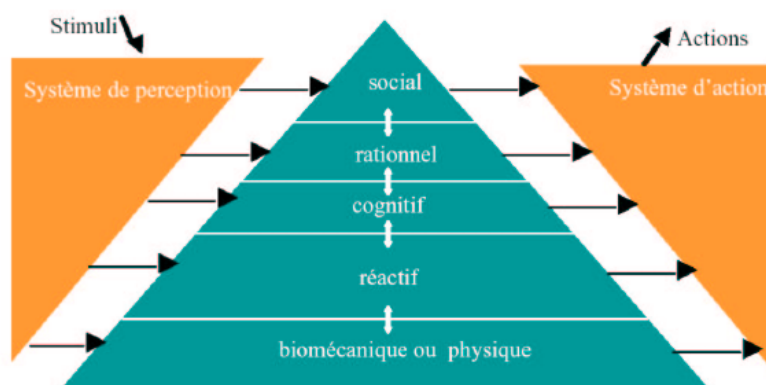 Stimuli
Actions
Système de perception
social
Système d'action
rationnel
cognitif
réactif
biomécanique ou physique